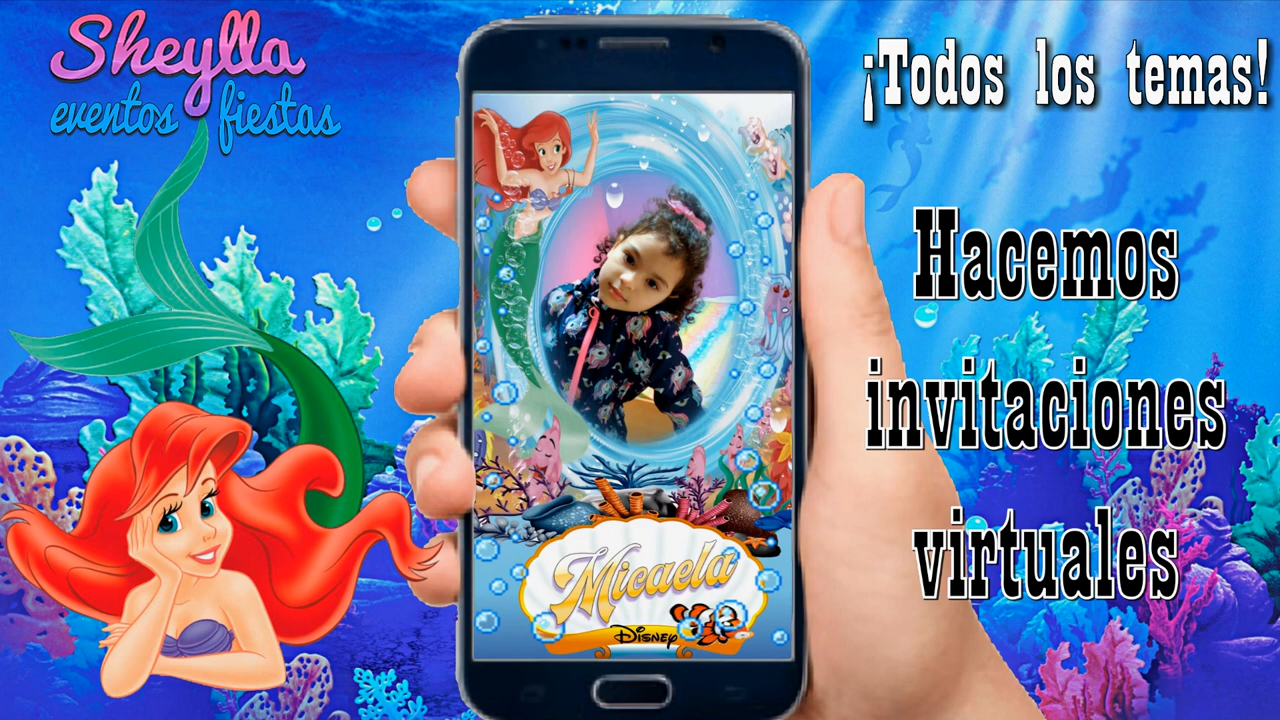 Sheylla
eventos fiestas
¡Todos los temas!
Hacemos
invitaciones
virtuales
Micaela
Disney